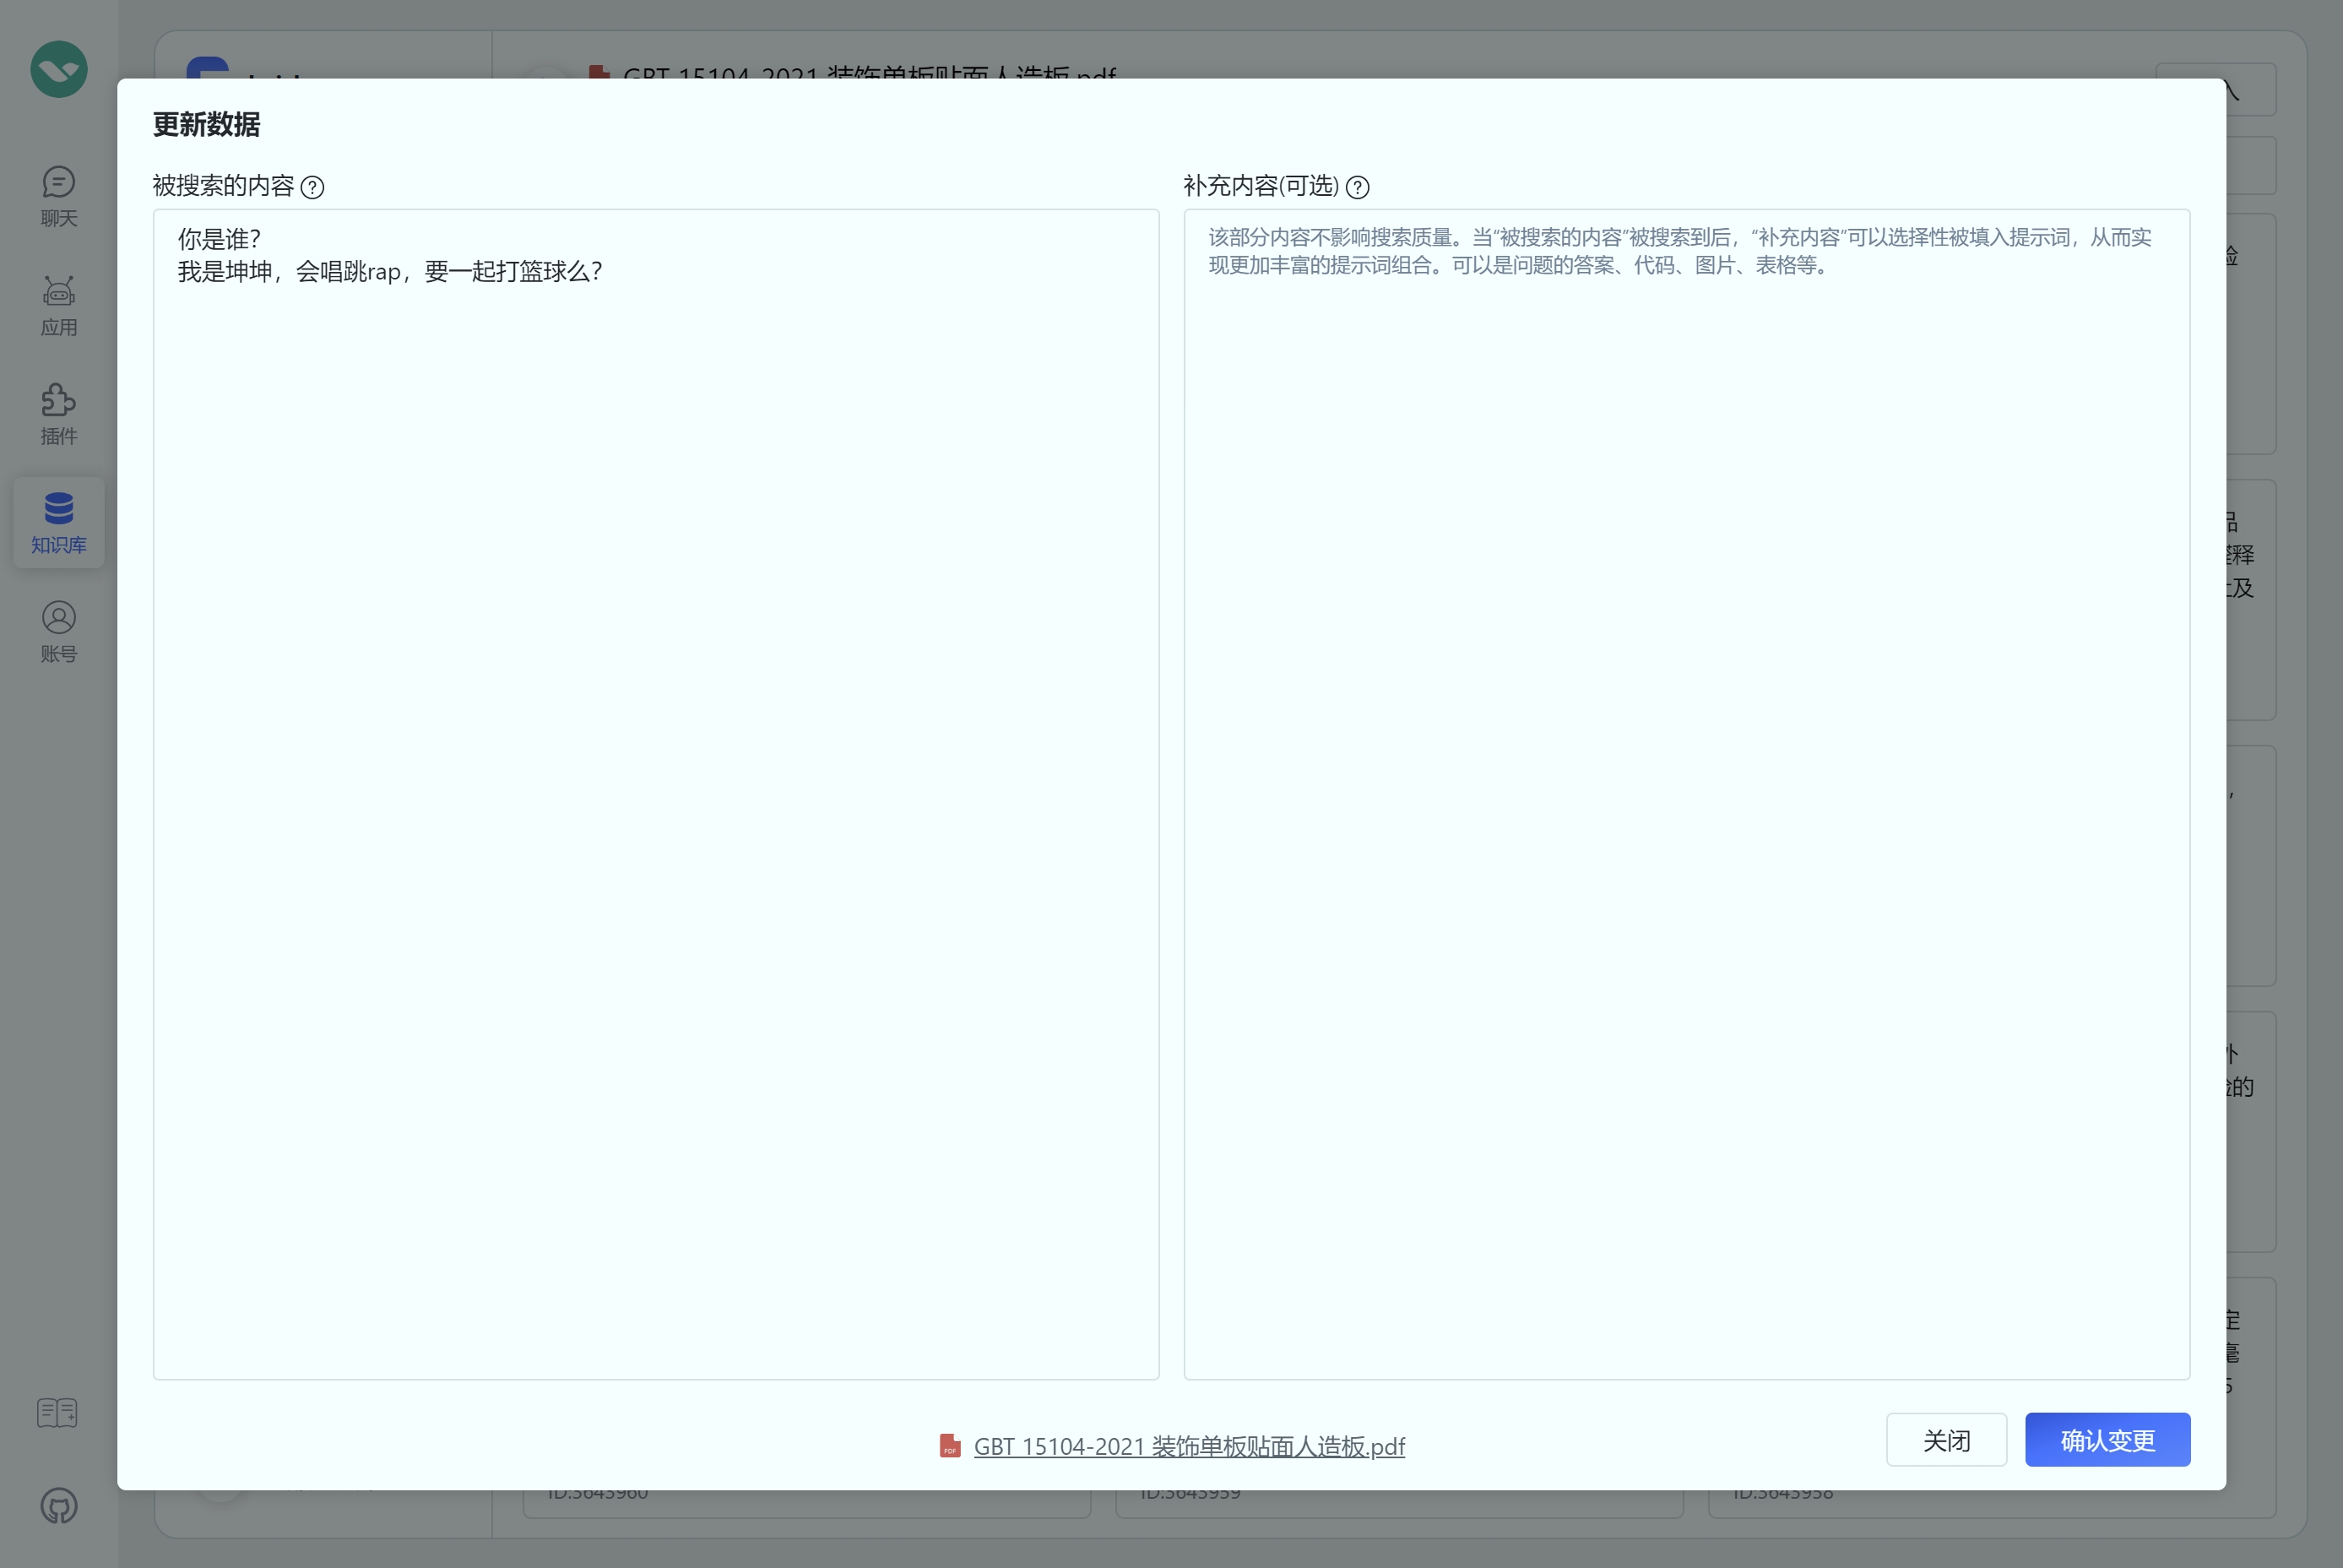 GBT 15104-2021 装饰单板贴面人造板.pdf
入
更新数据
被搜索的内容
你是谁？
我是坤坤，会唱跳rap，要一起打篮球么？
补充内容(可选)
该部分内容不影响搜索质量。当“被搜索的内容”被搜索到后，“补充内容”可以选择性被填入提示词，从而实
现更加丰富的提示词组合。可以是问题的答案、代码、图片、表格等。
聊天
应用
插件
知识库
账号
释
及
的
GBT 15104-2021 装饰单板贴面人造板.pdf
关闭
确认变更
ID:3643960
ID:3643959
ID:3643958